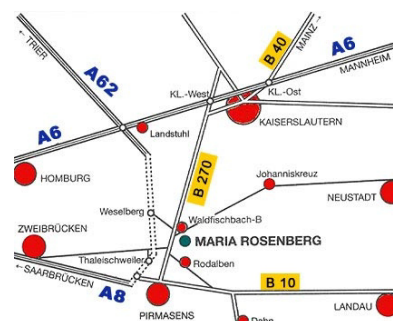 ← TRIER
A62
B 40
MAINZ →
A6
MANNHEIM
KL.-West
KL.-Ost
A6
Landstuhl
KAISERSLAUTERN
HOMBURG
B 270
Johanniskreuz
NEUSTADT
Weselberg
Waldfischbach-B
ZWEIBRÜCKEN
MARIA ROSENBERG
Thaleischweiler
Rodalben
← SAARBRÜCKEN
A8
B 10
PIRMASENS
LANDAU
Dahn